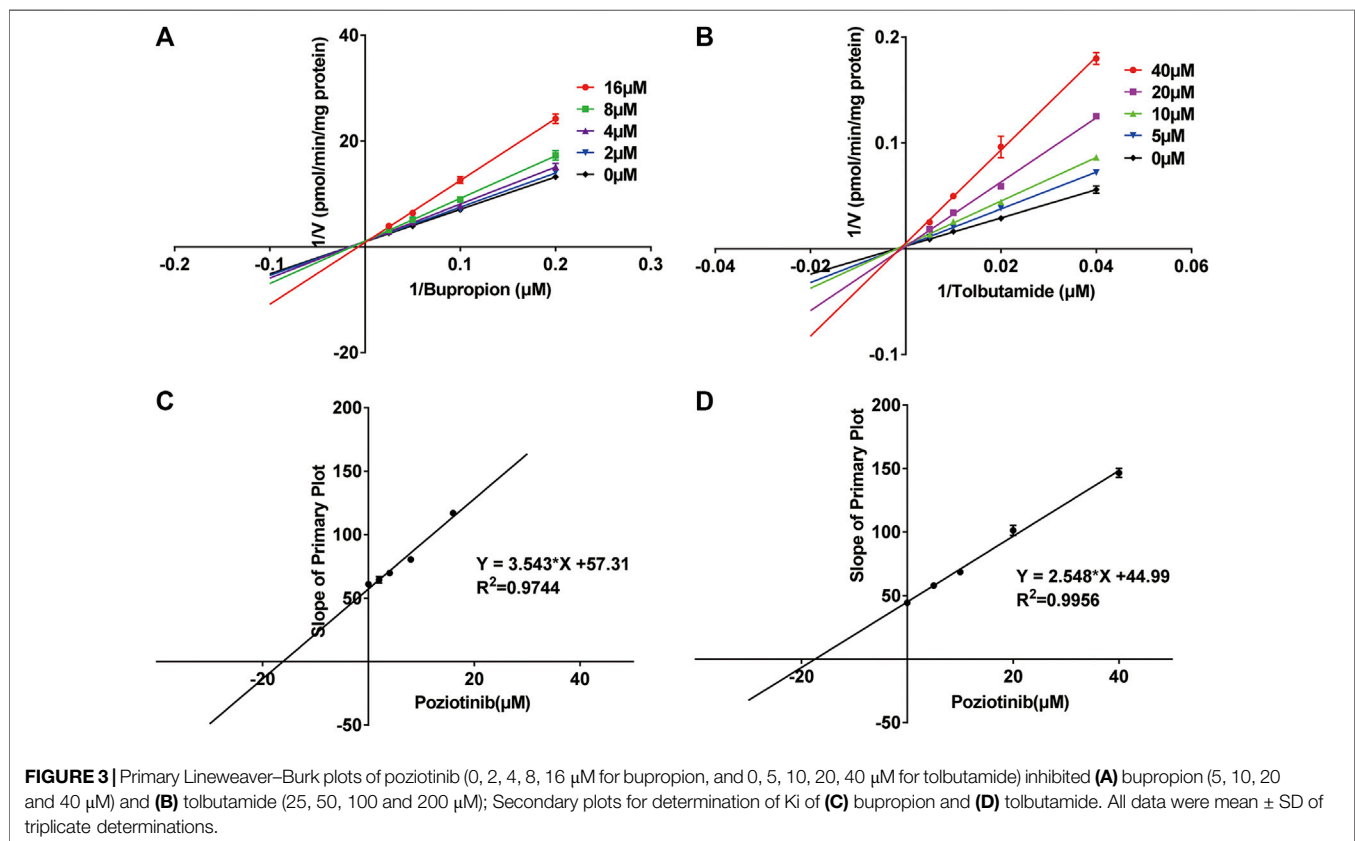 A
40
20
-20
-0.2
-0.1
0.1
0.2
0.3
1/V (pmol/min/mg protein)
1/Bupropion (µM)
16µM
8µM
4µM
2µM
0µM
B
0.2
0.1
-0.1
-0.04
-0.02
0.02
0.04
0.06
1/V (pmol/min/mg protein)
1/Tolbutamide (µM)
40µM
20µM
10µM
5µM
0µM
C
200
150
100
50
-50
-20
20
40
Slope of Primary Plot
Poziotinib(µM)
Y = 3.543*X +57.31
R²=0.9744
D
200
150
100
50
-50
-20
20
40
Slope of Primary Plot
Poziotinib(µM)
Y = 2.548*X +44.99
R²=0.9956
FIGURE 3 | Primary Lineweaver–Burk plots of poziotinib (0, 2, 4, 8, 16 μM for bupropion, and 0, 5, 10, 20, 40 μM for tolbutamide) inhibited (A) bupropion (5, 10, 20
and 40 μM) and (B) tolbutamide (25, 50, 100 and 200 μM); Secondary plots for determination of Ki of (C) bupropion and (D) tolbutamide. All data were mean ± SD of
triplicate determinations.